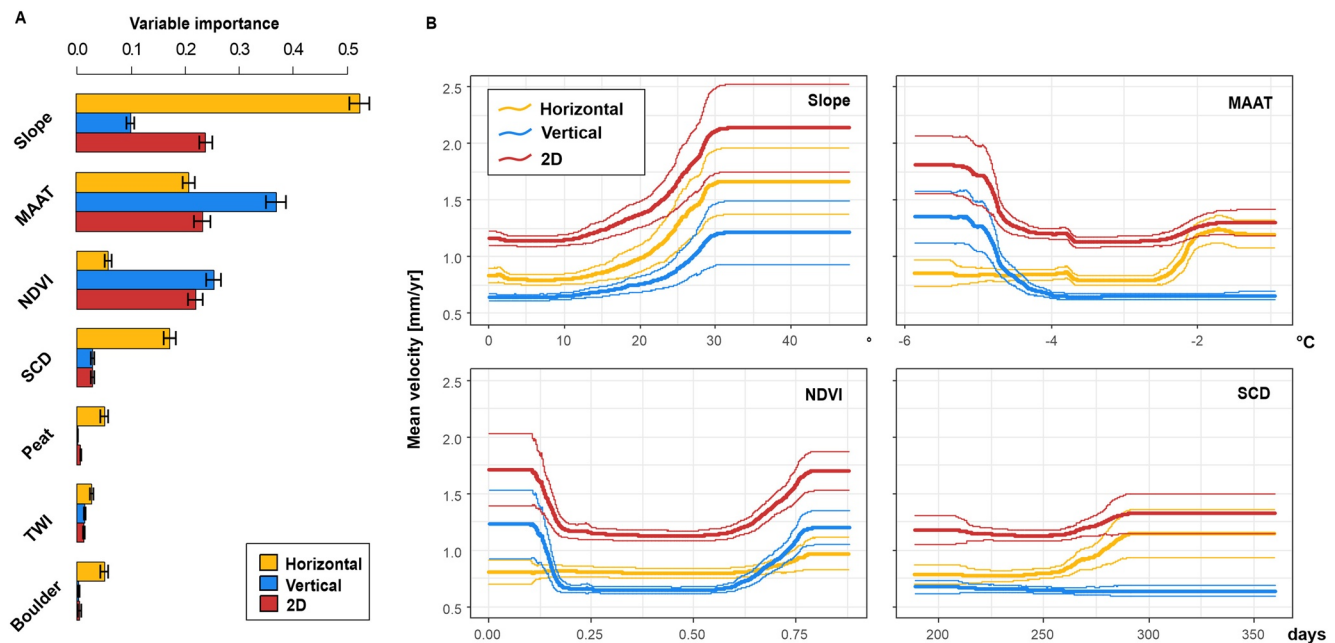 A
Variable importance
0.0 0.1 0.2 0.3 0.4 0.5
Slope
MAAT
NDVI
SCD
Peat
TWI
Boulder
Horizontal
Vertical
2D
B
Mean velocity [mm/yr]
2.5
2.0
1.5
1.0
0.5
Horizontal
Vertical
2D
Slope
0 10 20 30 40 °
MAAT
-6 -4 -2 °C
2.5
2.0
1.5
1.0
0.5
NDVI
0.00 0.25 0.50 0.75
SCD
200 250 300 350 days